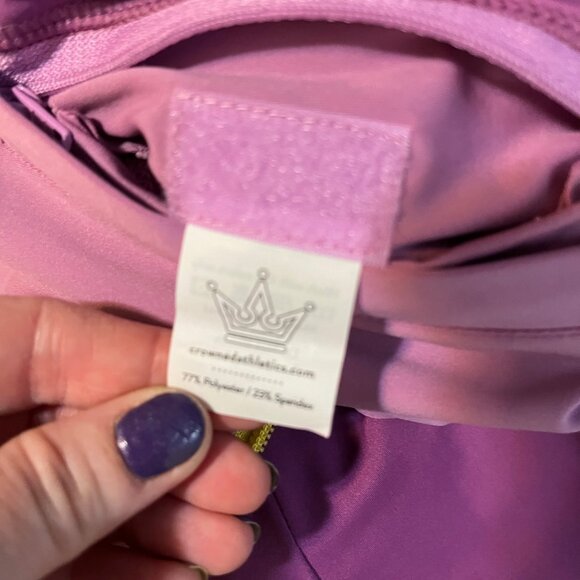 crownedathletics.com
77% Polyester / 23% Spandex